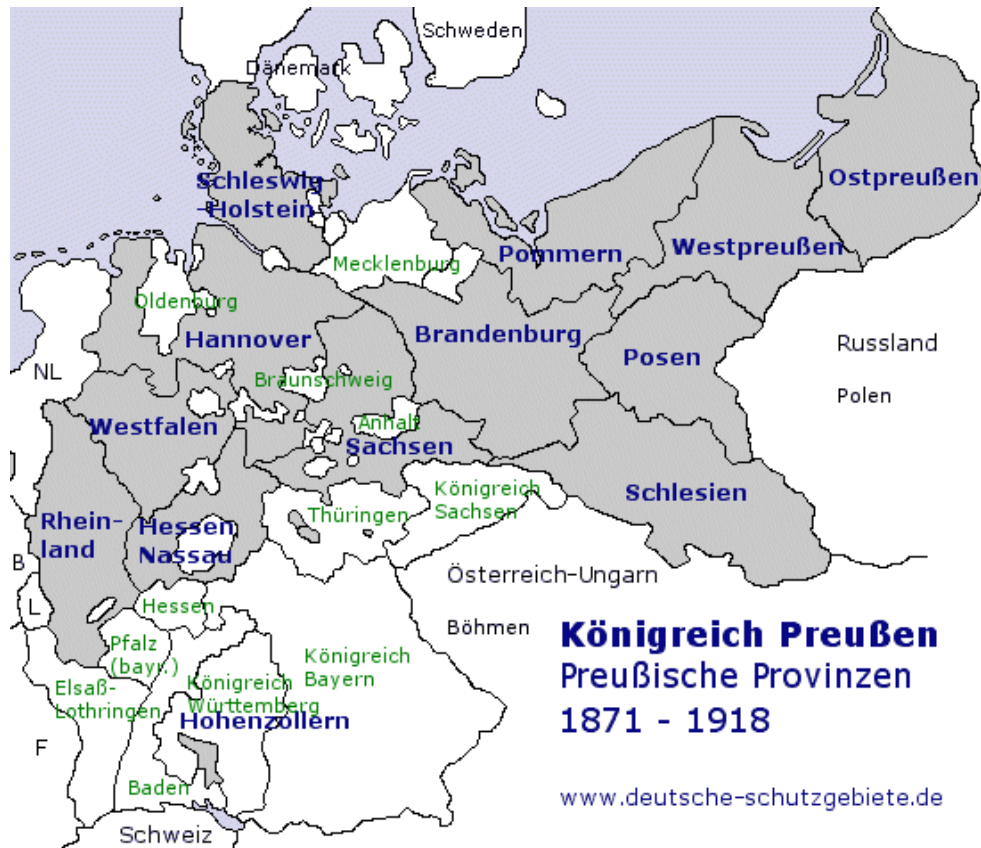 Schweden
Dänemark
Schleswig
-Holstein
Ostpreußen
Westpreußen
Pommern
Mecklenburg
Oldenburg
Hannover
Brandenburg
Posen
Russland
Polen
NL
Braunschweig
Westfalen
Anhalt
Sachsen
Königreich
Sachsen
Schlesien
Thüringen
Rhein-
land
Hessen
Nassau
B
L
Österreich-Ungarn
Böhmen
Hessen
Pfalz
(bayr.)
Elsaß-
Lothringen
Königreich
Württemberg
Königreich
Bayern
Hohenzollern
F
Baden
Schweiz
Königreich Preußen
Preußische Provinzen
1871 - 1918
www.deutsche-schutzgebiete.de